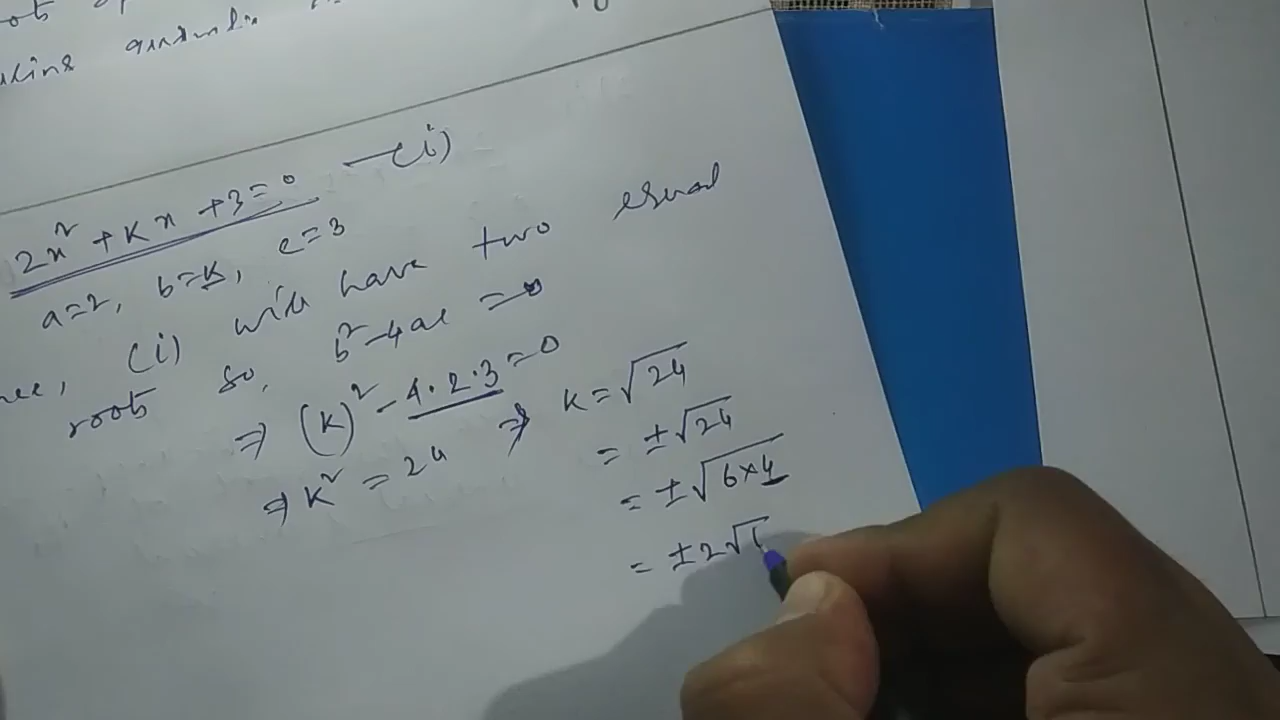 2x² + kx + 3 = 0 —(i)
a=2, b=k, c=3
(i) will have two equal
roots so, b²-4ac = 0
⇒ (k)² - 4·2·3 = 0
⇒ k² = 24 ⇒ k = √24
= ±√24
= ±√6×4
= ±2√